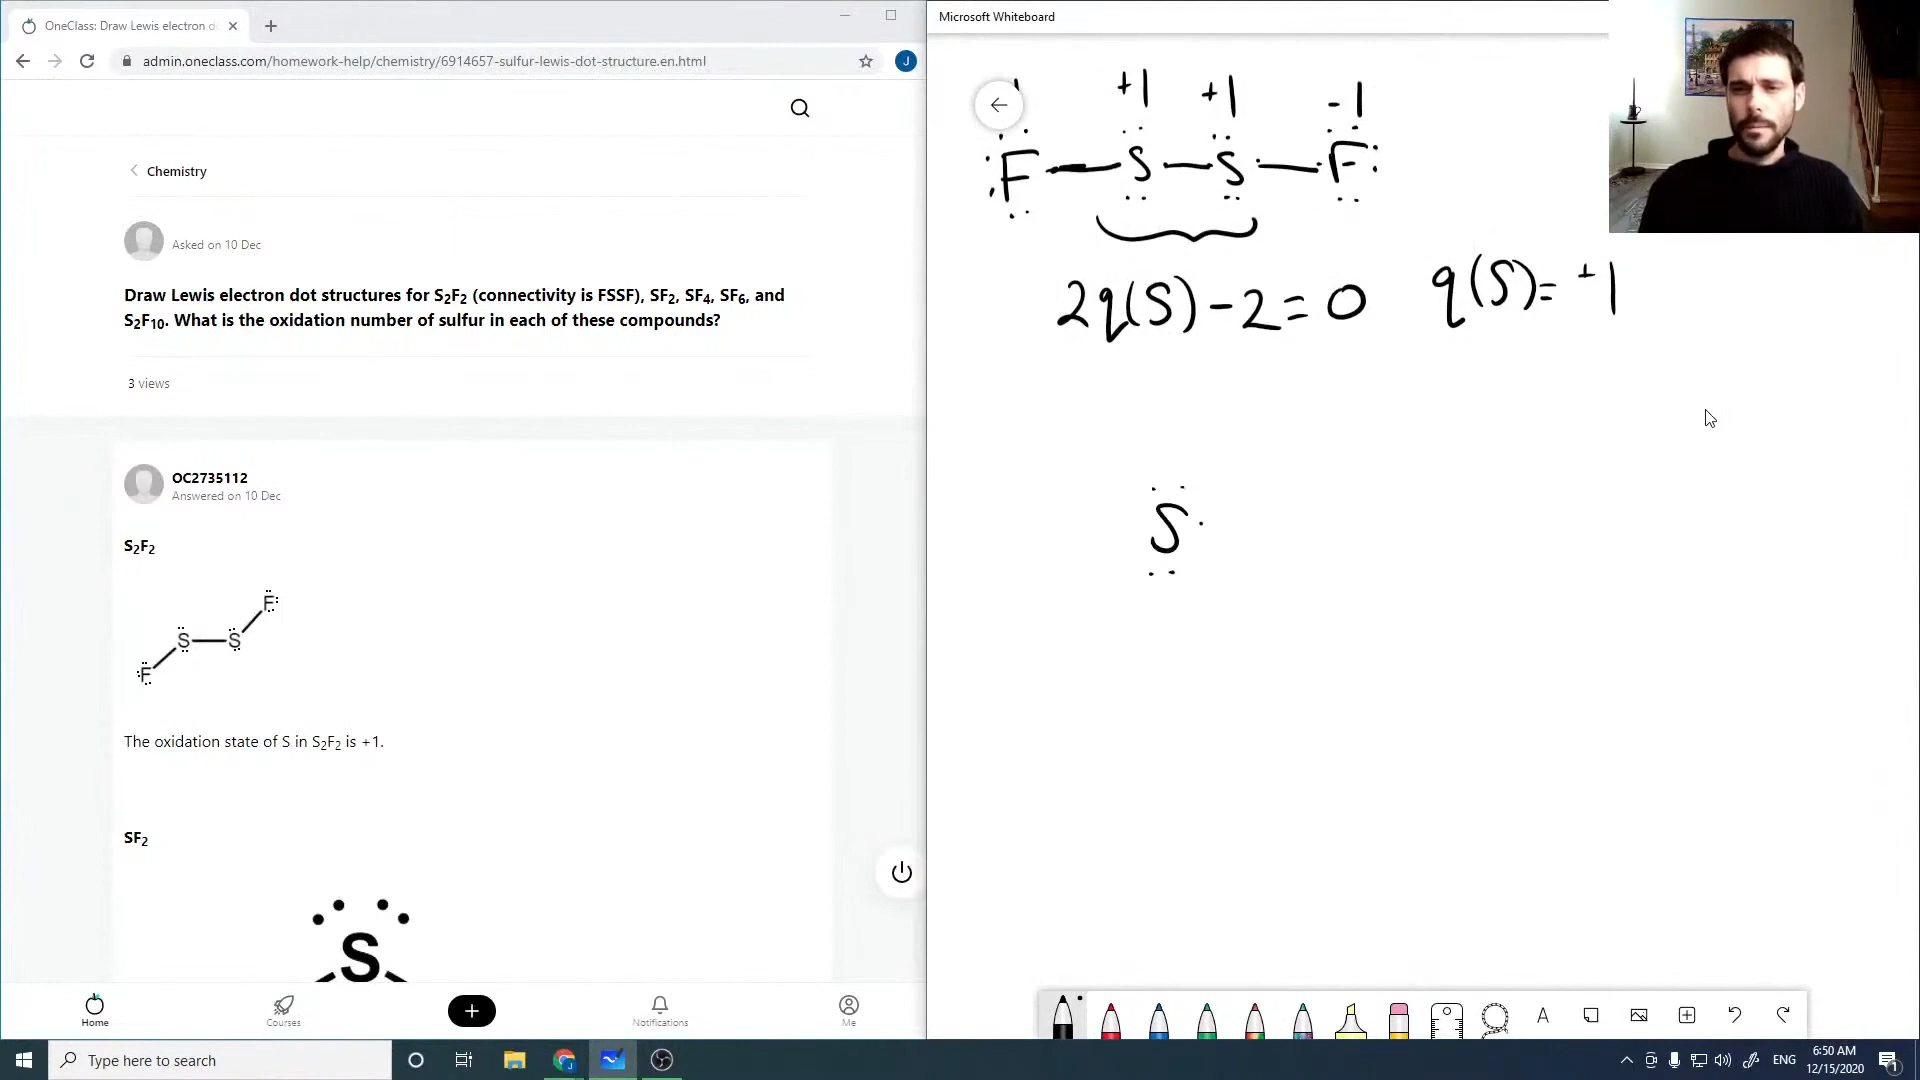 OneClass: Draw Lewis electron d
Microsoft Whiteboard
admin.oneclass.com/homework-help/chemistry/6914657-sulfur-lewis-dot-structure.en.html
J
Chemistry
Asked on 10 Dec
Draw Lewis electron dot structures for S₂F₂ (connectivity is FSSF), SF₂, SF₄, SF₆, and
S₂F₁₀. What is the oxidation number of sulfur in each of these compounds?
3 views
OC2735112
Answered on 10 Dec
S₂F₂
F
S S
F
The oxidation state of S in S₂F₂ is +1.
SF₂
S
Home
Courses
Notifications
Me
+1 +1 -1
F S S F
2q(S) - 2 = 0 q(S) = +1
S
A
Type here to search
J
ENG
6:50 AM
12/15/2020
1